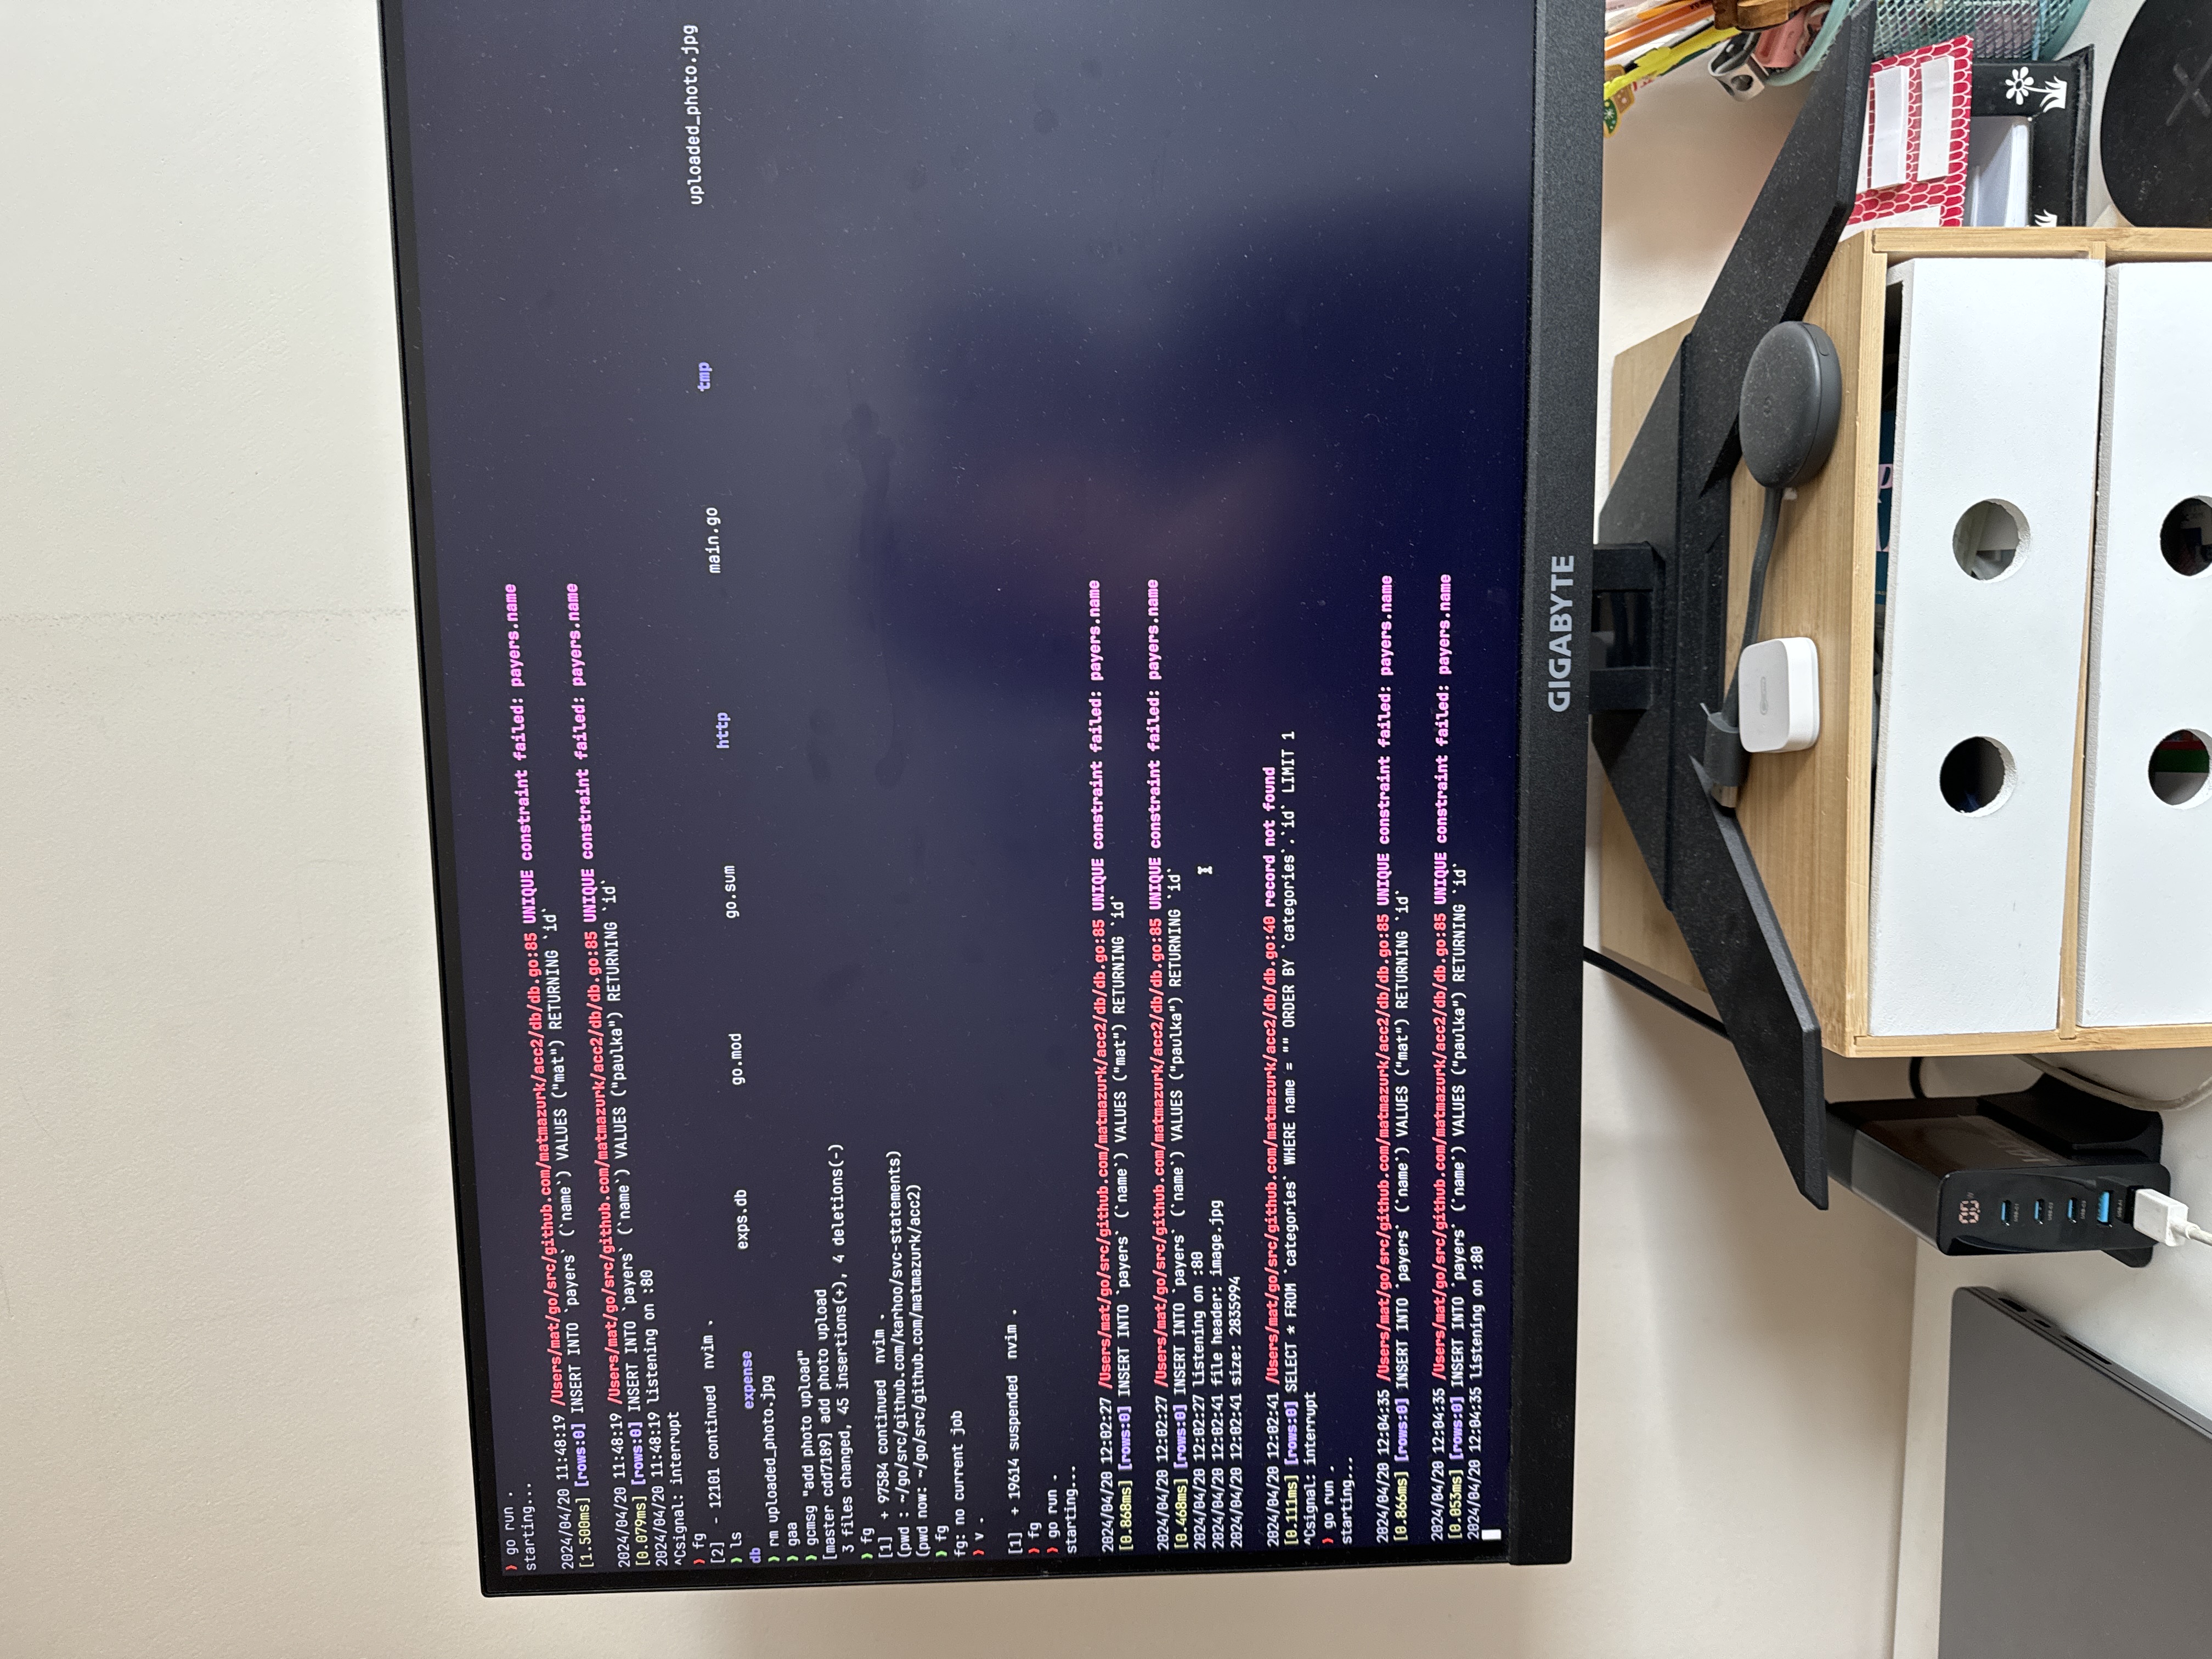 ❯ go run .
starting...
2024/04/20 11:48:19 /Users/mat/go/src/github.com/matmazurk/acc2/db/db.go:85 UNIQUE constraint failed: payers.name
[1.500ms] [rows:0] INSERT INTO `payers` (`name`) VALUES ("mat") RETURNING `id`
2024/04/20 11:48:19 /Users/mat/go/src/github.com/matmazurk/acc2/db/db.go:85 UNIQUE constraint failed: payers.name
[0.079ms] [rows:0] INSERT INTO `payers` (`name`) VALUES ("paulka") RETURNING `id`
2024/04/20 11:48:19 listening on :80
^Csignal: interrupt
❯ fg
[2]  - 12101 continued  nvim .
❯ ls
db expense exps.db go.mod go.sum http main.go tmp uploaded_photo.jpg
❯ rm uploaded_photo.jpg
❯ gaa
❯ gcmsg "add photo upload"
[master cdd7189] add photo upload
 3 files changed, 45 insertions(+), 4 deletions(-)
❯ fg
[1]  + 97584 continued  nvim .
(pwd : ~/go/src/github.com/karhoo/svc-statements)
(pwd now: ~/go/src/github.com/matmazurk/acc2)
❯ fg
fg: no current job
❯ v .
[1]  + 19614 suspended  nvim .
❯ fg
❯ go run .
starting...
2024/04/20 12:02:27 /Users/mat/go/src/github.com/matmazurk/acc2/db/db.go:85 UNIQUE constraint failed: payers.name
[0.868ms] [rows:0] INSERT INTO `payers` (`name`) VALUES ("mat") RETURNING `id`
2024/04/20 12:02:27 /Users/mat/go/src/github.com/matmazurk/acc2/db/db.go:85 UNIQUE constraint failed: payers.name
[0.468ms] [rows:0] INSERT INTO `payers` (`name`) VALUES ("paulka") RETURNING `id`
2024/04/20 12:02:27 listening on :80
2024/04/20 12:02:41 file header: image.jpg
2024/04/20 12:02:41 size: 2835994
2024/04/20 12:02:41 /Users/mat/go/src/github.com/matmazurk/acc2/db/db.go:40 record not found
[0.111ms] [rows:0] SELECT * FROM `categories` WHERE name = "" ORDER BY `categories`.`id` LIMIT 1
^Csignal: interrupt
❯ go run .
starting...
2024/04/20 12:04:35 /Users/mat/go/src/github.com/matmazurk/acc2/db/db.go:85 UNIQUE constraint failed: payers.name
[0.866ms] [rows:0] INSERT INTO `payers` (`name`) VALUES ("mat") RETURNING `id`
2024/04/20 12:04:35 /Users/mat/go/src/github.com/matmazurk/acc2/db/db.go:85 UNIQUE constraint failed: payers.name
[0.053ms] [rows:0] INSERT INTO `payers` (`name`) VALUES ("paulka") RETURNING `id`
2024/04/20 12:04:35 listening on :80
GIGABYTE
00
USB-C1
USB-C2
USB-C3
USB-A1